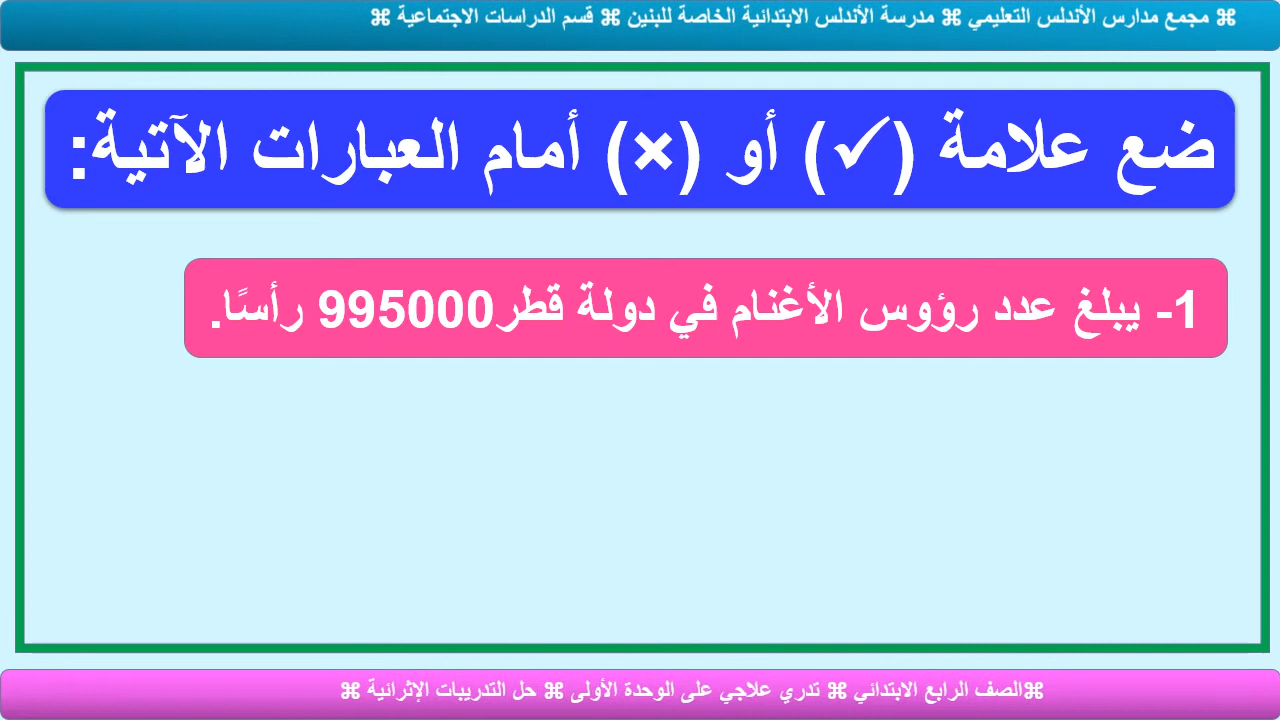 ⌘ مجمع مدارس الأندلس التعليمي ⌘ مدرسة الأندلس الابتدائية الخاصة للبنين ⌘ قسم الدراسات الاجتماعية ⌘
ضع علامة (✓) أو (×) أمام العبارات الآتية:
1- يبلغ عدد رؤوس الأغنام في دولة قطر995000 رأسًا.
⌘الصف الرابع الابتدائي ⌘ تدري علاجي على الوحدة الأولى ⌘ حل التدريبات الإثرائية ⌘